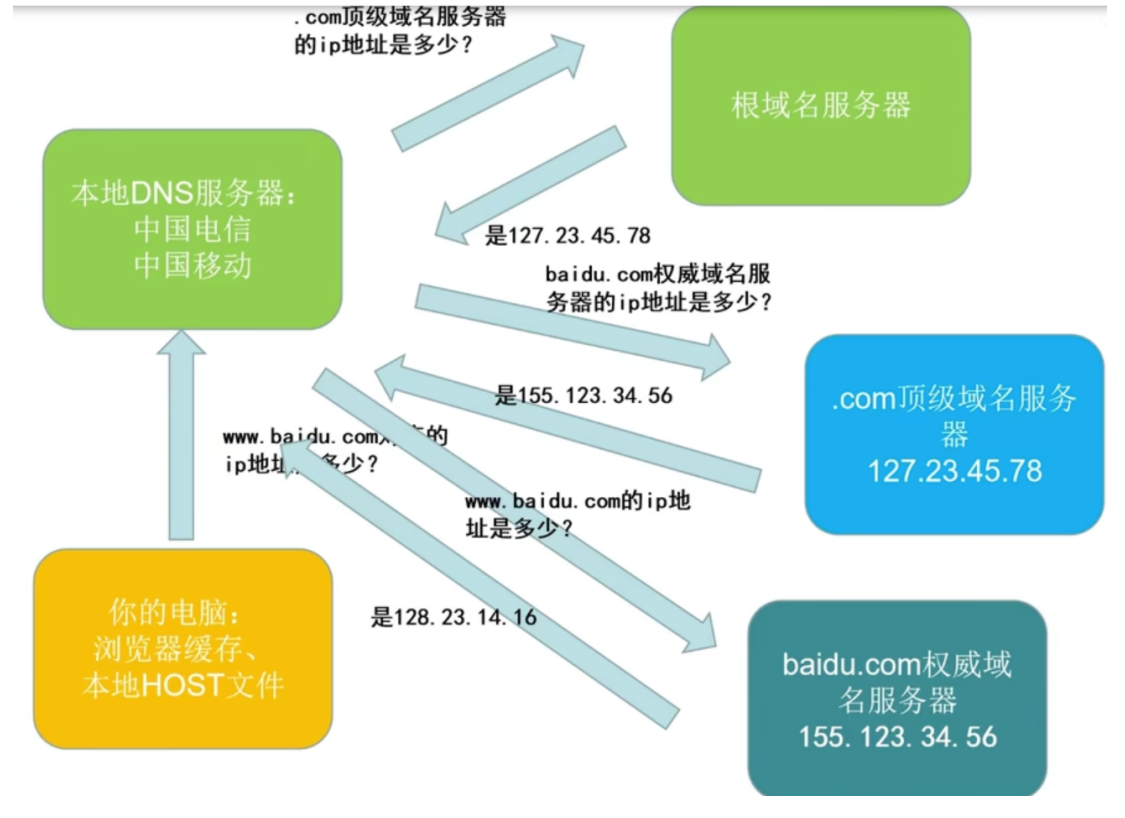 .com顶级域名服务器
的ip地址是多少?
根域名服务器
本地DNS服务器：
中国电信
中国移动
是127.23.45.78
baidu.com权威域名服
务器的ip地址是多少?
.com顶级域名服务
器
127.23.45.78
是155.123.34.56
www.baidu.com 的
ip地 多少?
www.baidu.com的ip地
址是多少?
你的电脑：
浏览器缓存、
本地HOST文件
是128.23.14.16
baidu.com权威域
名服务器
155.123.34.56